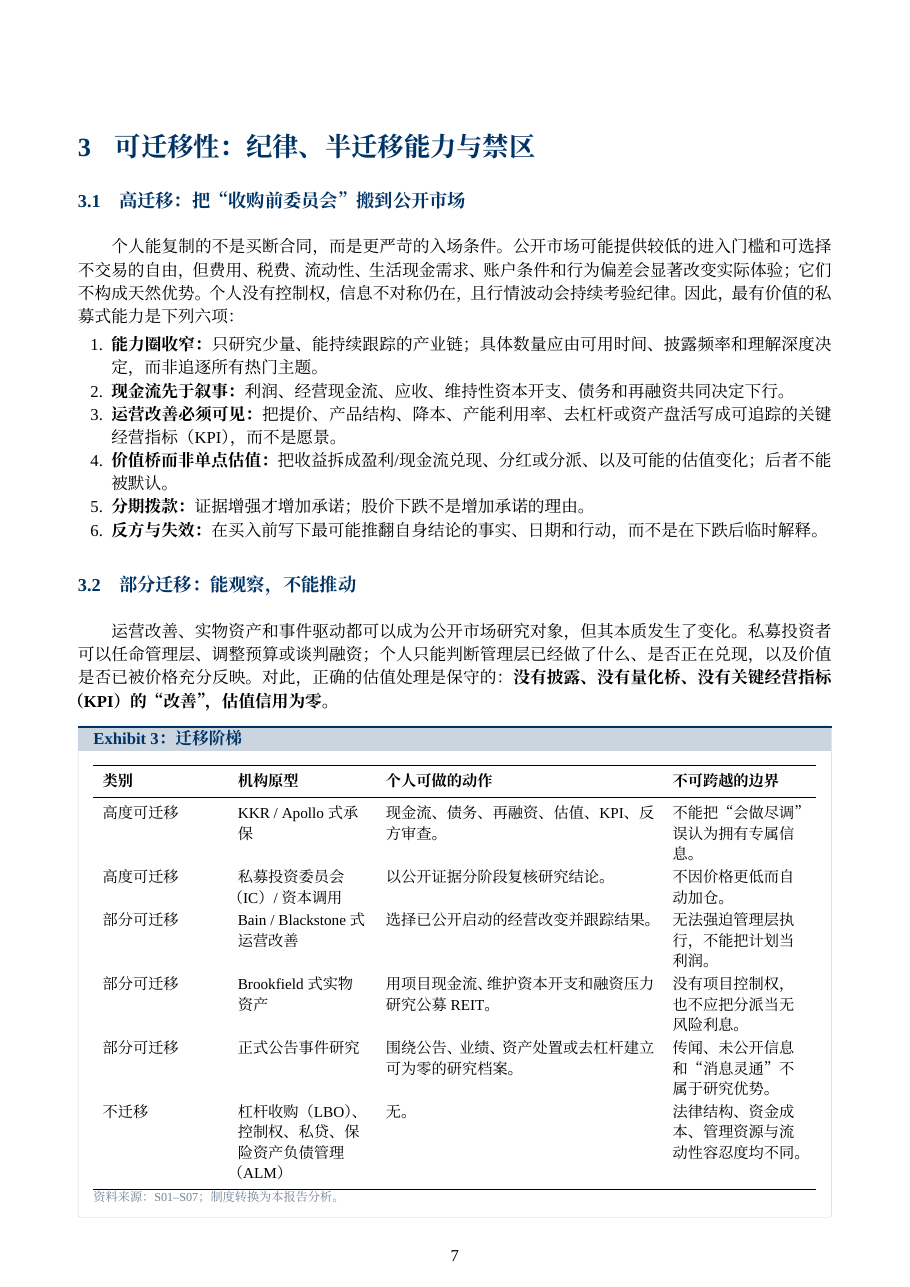 3 可迁移性：纪律、半迁移能力与禁区
3.1 高迁移：把“收购前委员会”搬到公开市场
个人能复制的不是买断合同，而是更严苛的入场条件。公开市场可能提供较低的进入门槛和可选择
不交易的自由，但费用、税费、流动性、生活现金需求、账户条件和行为偏差会显著改变实际体验；它们
不构成天然优势。个人没有控制权，信息不对称仍在，且行情波动会持续考验纪律。因此，最有价值的私
募式能力是下列六项：
1. 能力圈收窄：只研究少量、能持续跟踪的产业链；具体数量应由可用时间、披露频率和理解深度决
定，而非追逐所有热门主题。
2. 现金流先于叙事：利润、经营现金流、应收、维持性资本开支、债务和再融资共同决定下行。
3. 运营改善必须可见：把提价、产品结构、降本、产能利用率、去杠杆或资产盘活写成可追踪的关键
经营指标（KPI），而不是愿景。
4. 价值桥而非单点估值：把收益拆成盈利/现金流兑现、分红或分派、以及可能的估值变化；后者不能
被默认。
5. 分期拨款：证据增强才增加承诺；股价下跌不是增加承诺的理由。
6. 反方与失效：在买入前写下最可能推翻自身结论的事实、日期和行动，而不是在下跌后临时解释。
3.2 部分迁移：能观察，不能推动
运营改善、实物资产和事件驱动都可以成为公开市场研究对象，但其本质发生了变化。私募投资者
可以任命管理层、调整预算或谈判融资；个人只能判断管理层已经做了什么、是否正在兑现，以及价值
是否已被价格充分反映。对此，正确的估值处理是保守的：没有披露、没有量化桥、没有关键经营指标
（KPI）的“改善”，估值信用为零。
Exhibit 3：迁移阶梯
类别 机构原型 个人可做的动作 不可跨越的边界
高度可迁移 KKR / Apollo 式承 现金流、债务、再融资、估值、KPI、反 不能把“会做尽调”
保 方审查。 误认为拥有专属信
息。
高度可迁移 私募投资委员会 以公开证据分阶段复核研究结论。 不因价格更低而自
（IC）/ 资本调用 动加仓。
部分可迁移 Bain / Blackstone 式 选择已公开启动的经营改变并跟踪结果。 无法强迫管理层执
运营改善 行，不能把计划当
利润。
部分可迁移 Brookfield 式实物 用项目现金流、维护资本开支和融资压力 没有项目控制权，
资产 研究公募 REIT。 也不应把分派当无
风险利息。
部分可迁移 正式公告事件研究 围绕公告、业绩、资产处置或去杠杆建立 传闻、未公开信息
可为零的研究档案。 和“消息灵通”不
属于研究优势。
不迁移 杠杆收购（LBO）、 无。 法律结构、资金成
控制权、私贷、保 本、管理资源与流
险资产负债管理 动性容忍度均不同。
（ALM）
资料来源：S01–S07；制度转换为本报告分析。
7